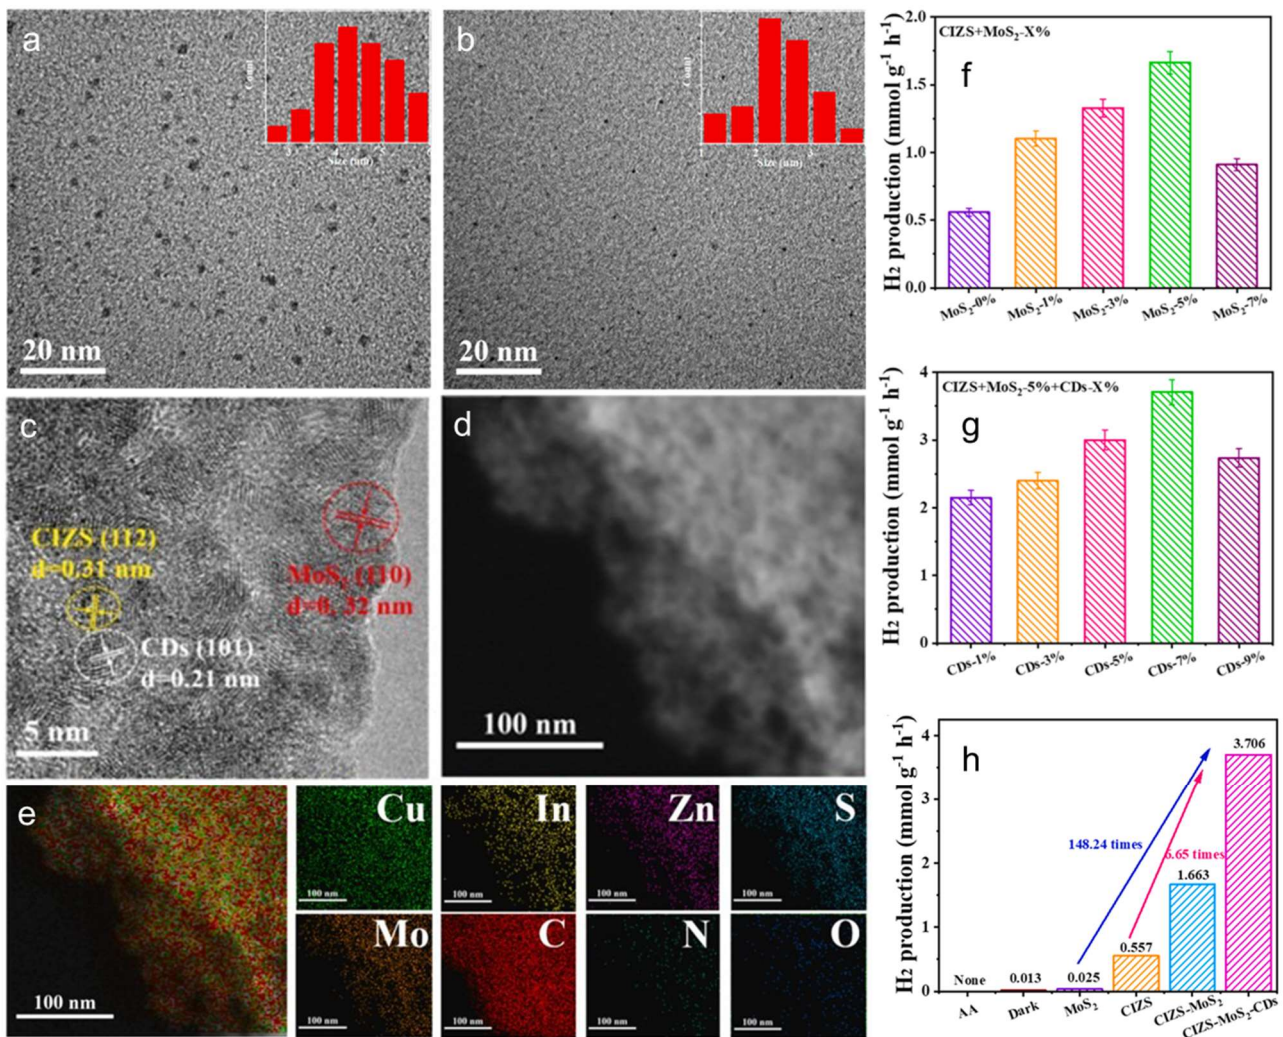 a
Count
Size (nm)
20 nm
b
Size (nm)
20 nm
c
CIZS (112)
d=0.31 nm
MoS₂ (110)
d=0. 32 nm
CDs (101)
d=0.21 nm
5 nm
d
100 nm
e
100 nm
Cu
100 nm
In
100 nm
Zn
100 nm
S
100 nm
Mo
100 nm
C
100 nm
N
100 nm
O
100 nm
f
CIZS+MoS₂-X%
H₂ production (mmol g⁻¹ h⁻¹)
2.0
1.5
1.0
0.5
0.0
MoS₂-0%
MoS₂-1%
MoS₂-3%
MoS₂-5%
MoS₂-7%
g
CIZS+MoS₂-5%+CDs-X%
H₂ production (mmol g⁻¹ h⁻¹)
4
3
2
1
0
CDs-1%
CDs-3%
CDs-5%
CDs-7%
CDs-9%
h
H₂ production (mmol g⁻¹ h⁻¹)
4
3
2
1
0
None
0.013
0.025
0.557
1.663
3.706
148.24 times
6.65 times
AA
Dark
MoS₂
CIZS
CIZS-MoS₂
CIZS-MoS₂-CDs